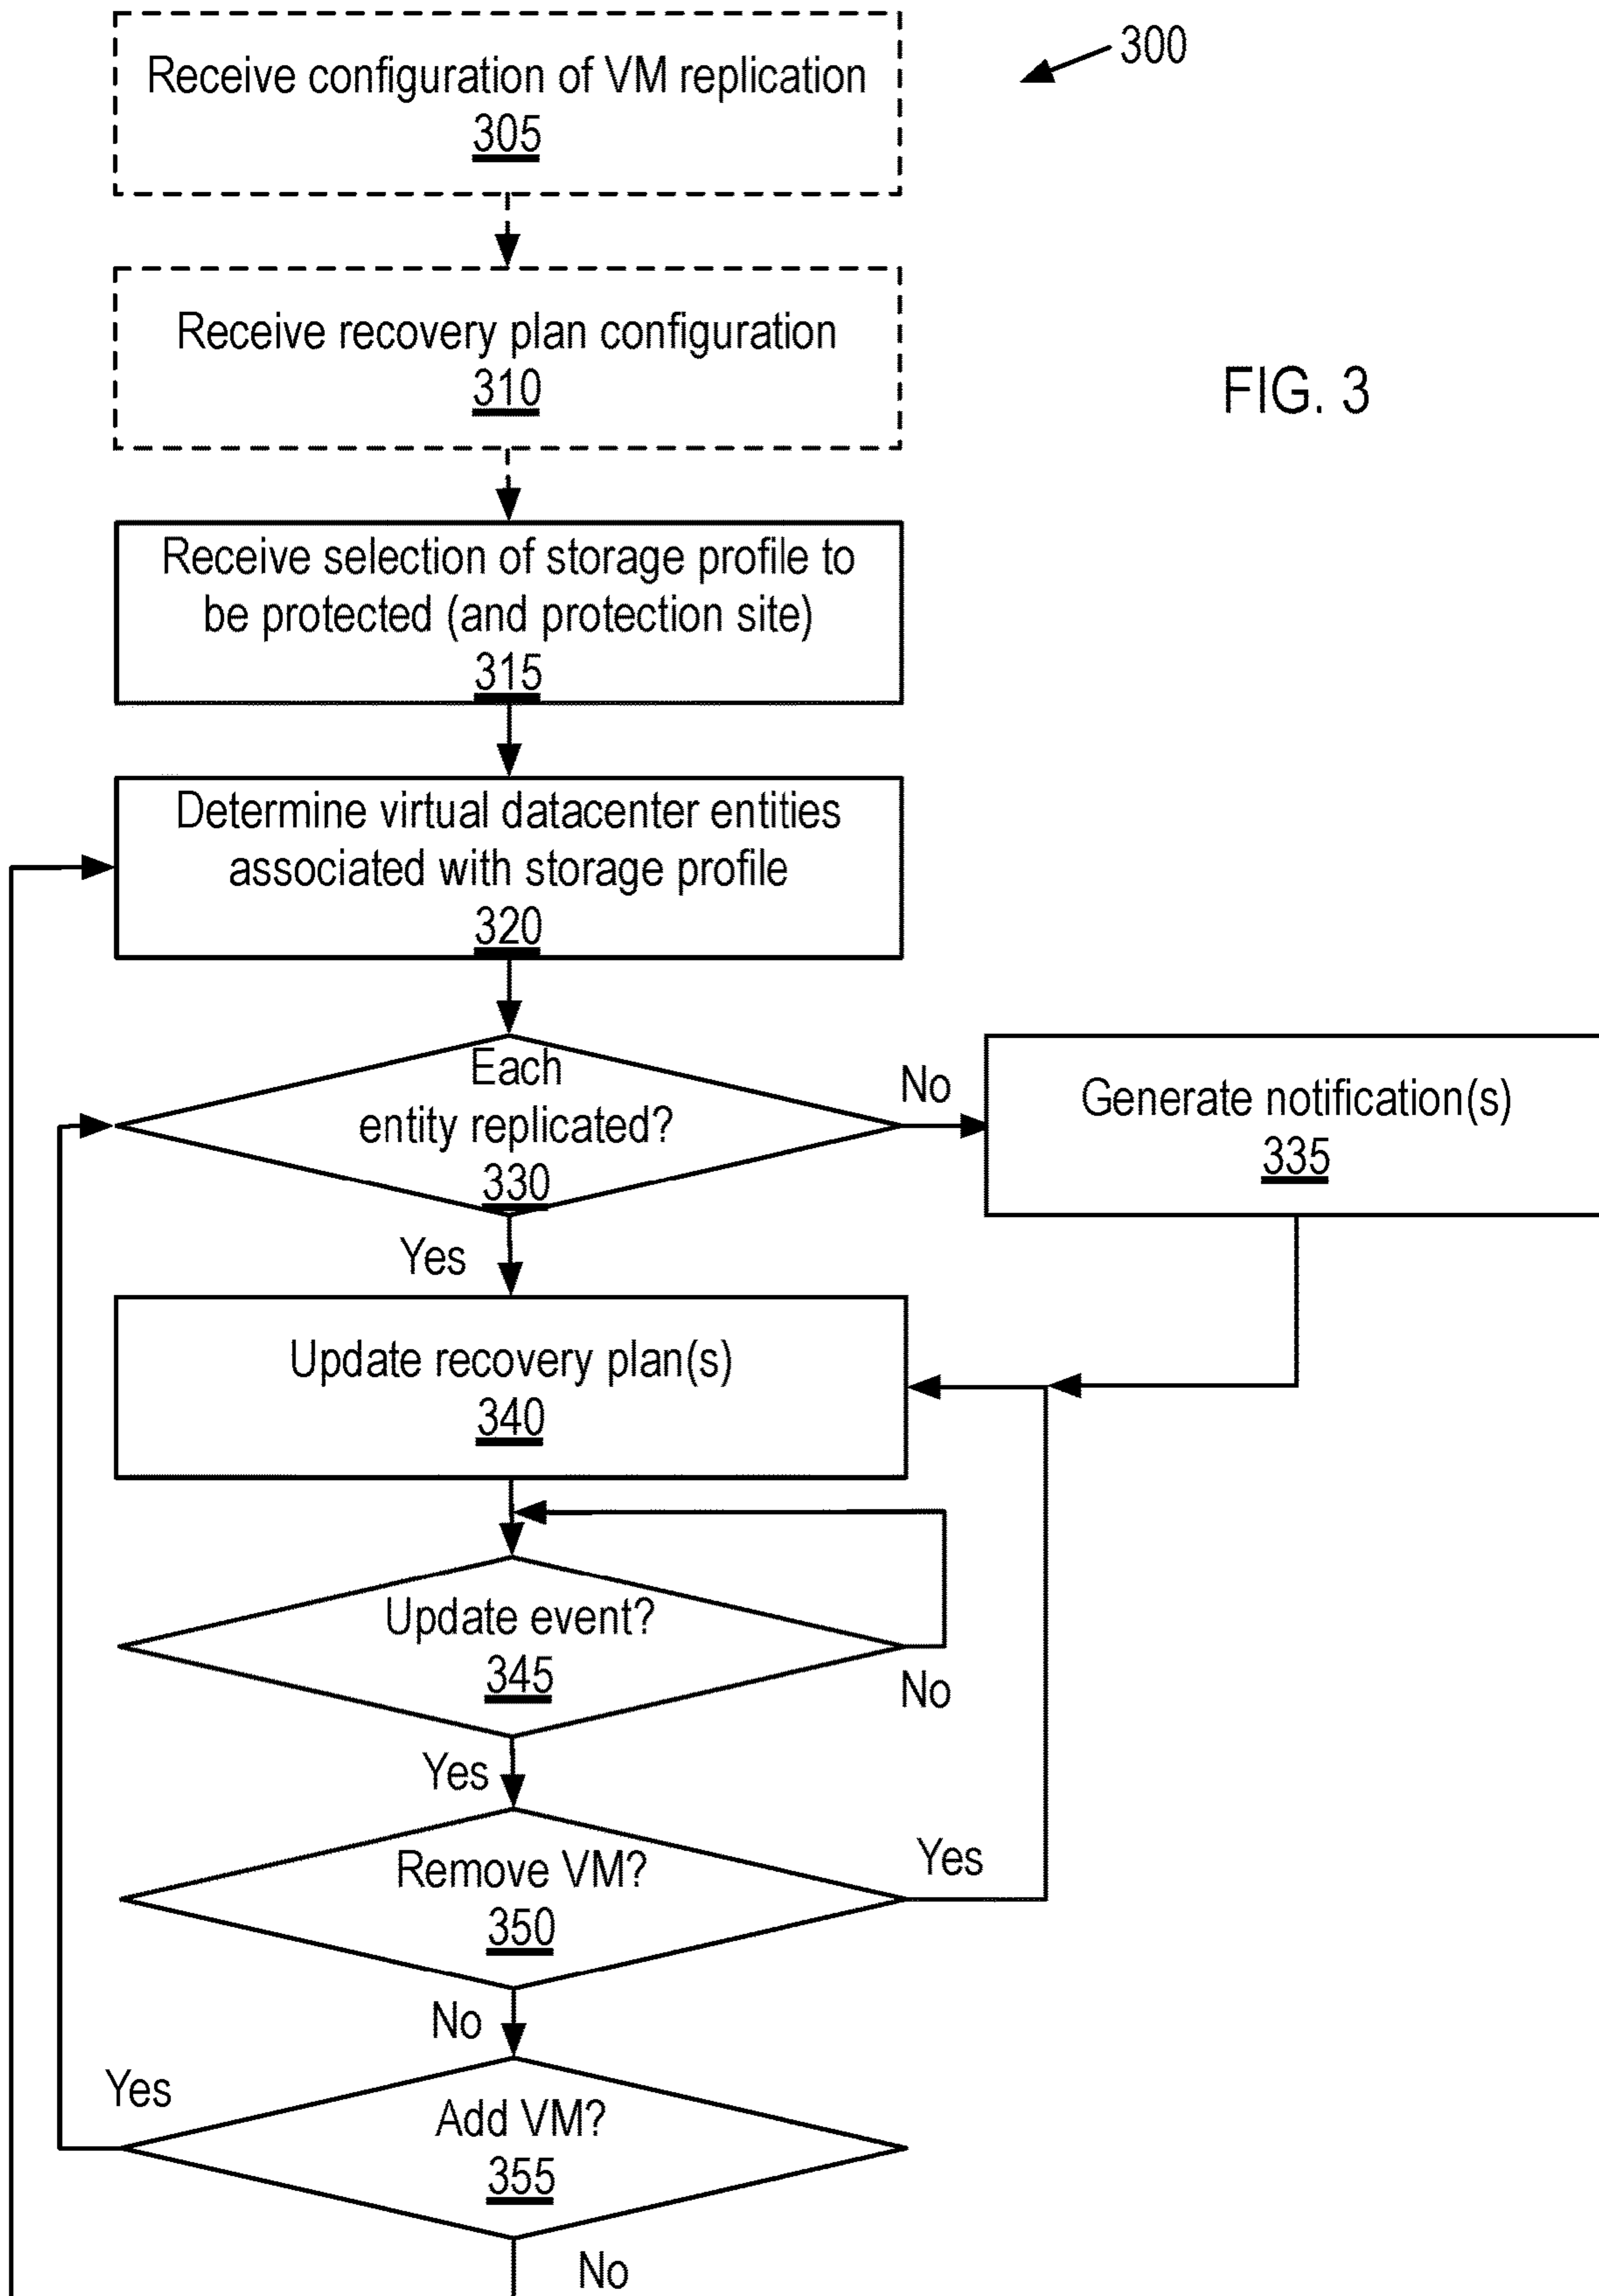 Receive configuration of VM replication
305
300
Receive recovery plan configuration
310
FIG. 3
Receive selection of storage profile to
be protected (and protection site)
315
Determine virtual datacenter entities
associated with storage profile
320
Each
entity replicated?
330
No
Generate notification(s)
335
Yes
Update recovery plan(s)
340
Update event?
345
No
Yes
Remove VM?
350
Yes
No
Yes
Add VM?
355
No